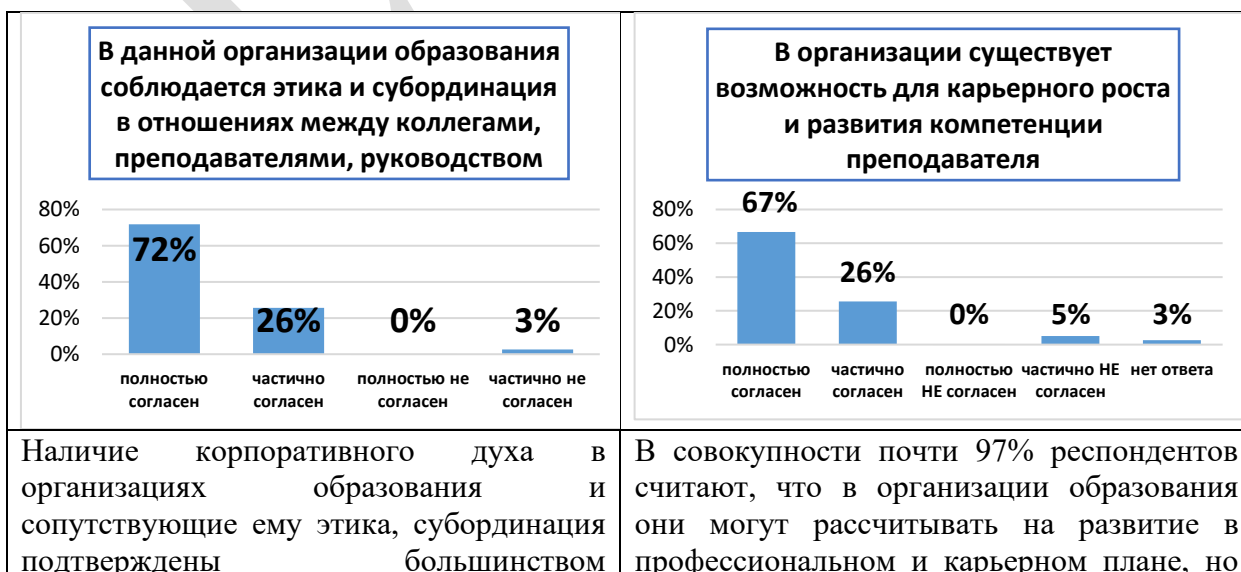 В данной организации образования
соблюдается этика и субординация
в отношениях между коллегами,
преподавателями, руководством
80%
60%
40%
20%
0%
72%
26%
0%
3%
полностью согласен
частично согласен
полностью не согласен
частично не согласен
В организации существует
возможность для карьерного роста
и развития компетенции
преподавателя
80%
60%
40%
20%
0%
67%
26%
0%
5%
3%
полностью согласен
частично согласен
полностью НЕ согласен
частично НЕ согласен
нет ответа
Наличие корпоративного духа в
организациях образования и
сопутствующие ему этика, субординация
подтверждены большинством
В совокупности почти 97% респондентов
считают, что в организации образования
они могут рассчитывать на развитие в
профессиональном и карьерном плане, но